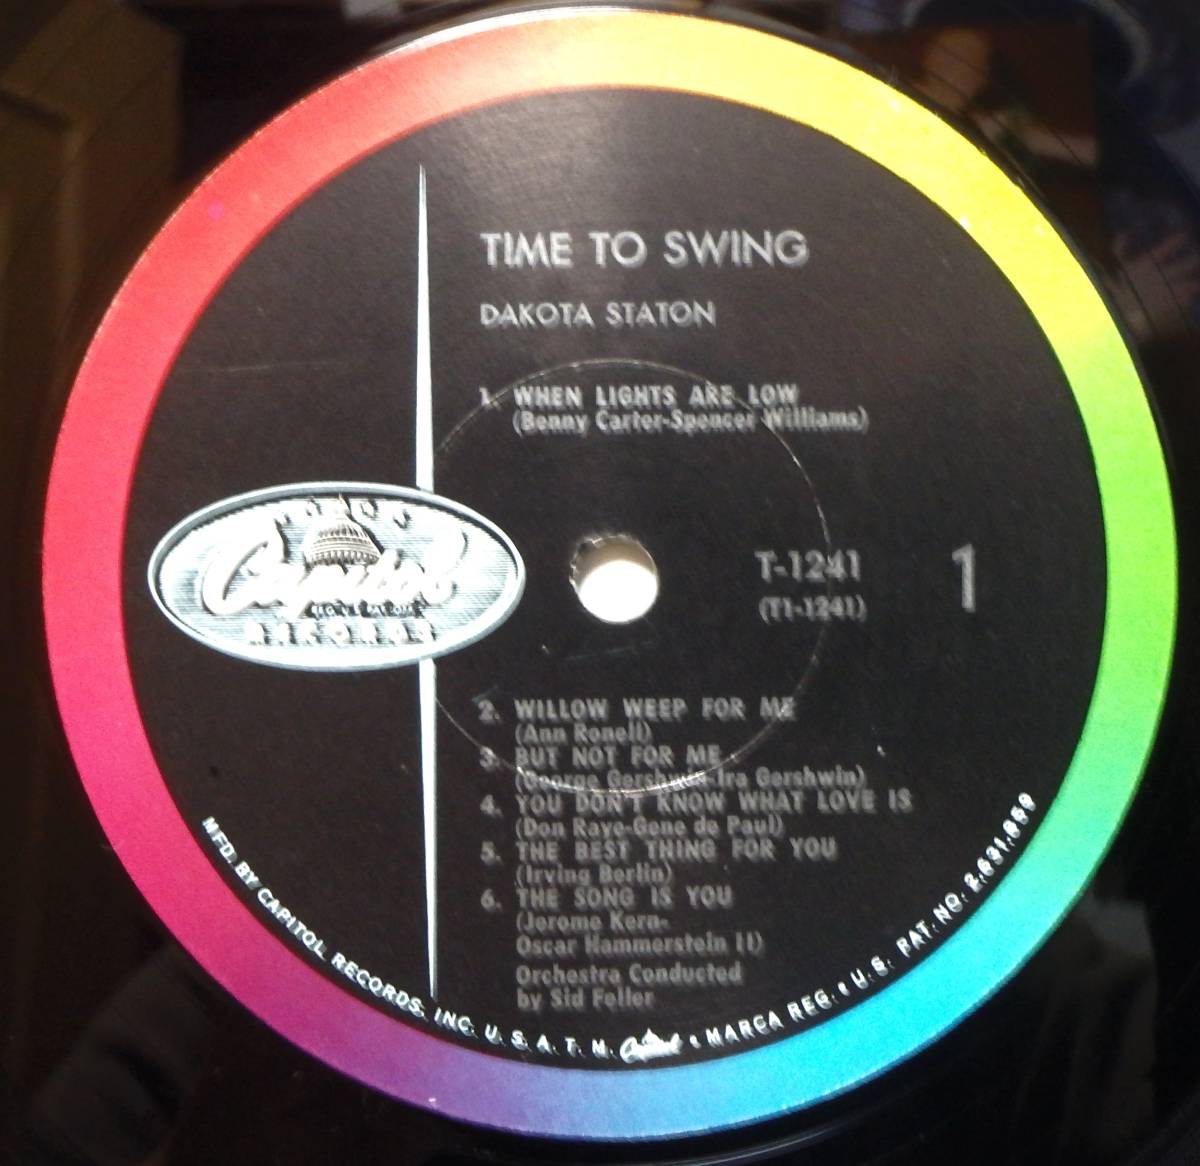 TIME TO SWING
DAKOTA STATON
1. WHEN LIGHTS ARE LOW
(Benny Carter-Spencer Williams)
Capitol
RECORDS
T-1241
(T1-1241)
1
2. WILLOW WEEP FOR ME
(Ann Ronell)
3. BUT NOT FOR ME
(George Gershwin-Ira Gershwin)
4. YOU DON'T KNOW WHAT LOVE IS
(Don Raye-Gene de Paul)
5. THE BEST THING FOR YOU
(Irving Berlin)
6. THE SONG IS YOU
(Jerome Kern-
Oscar Hammerstein II)
Orchestra Conducted
by Sid Feller
MFD. BY CAPITOL RECORDS, INC. U. S. A. T. M. Capitol • MARCA REG. • U.S. PAT. NO. 2,631,859